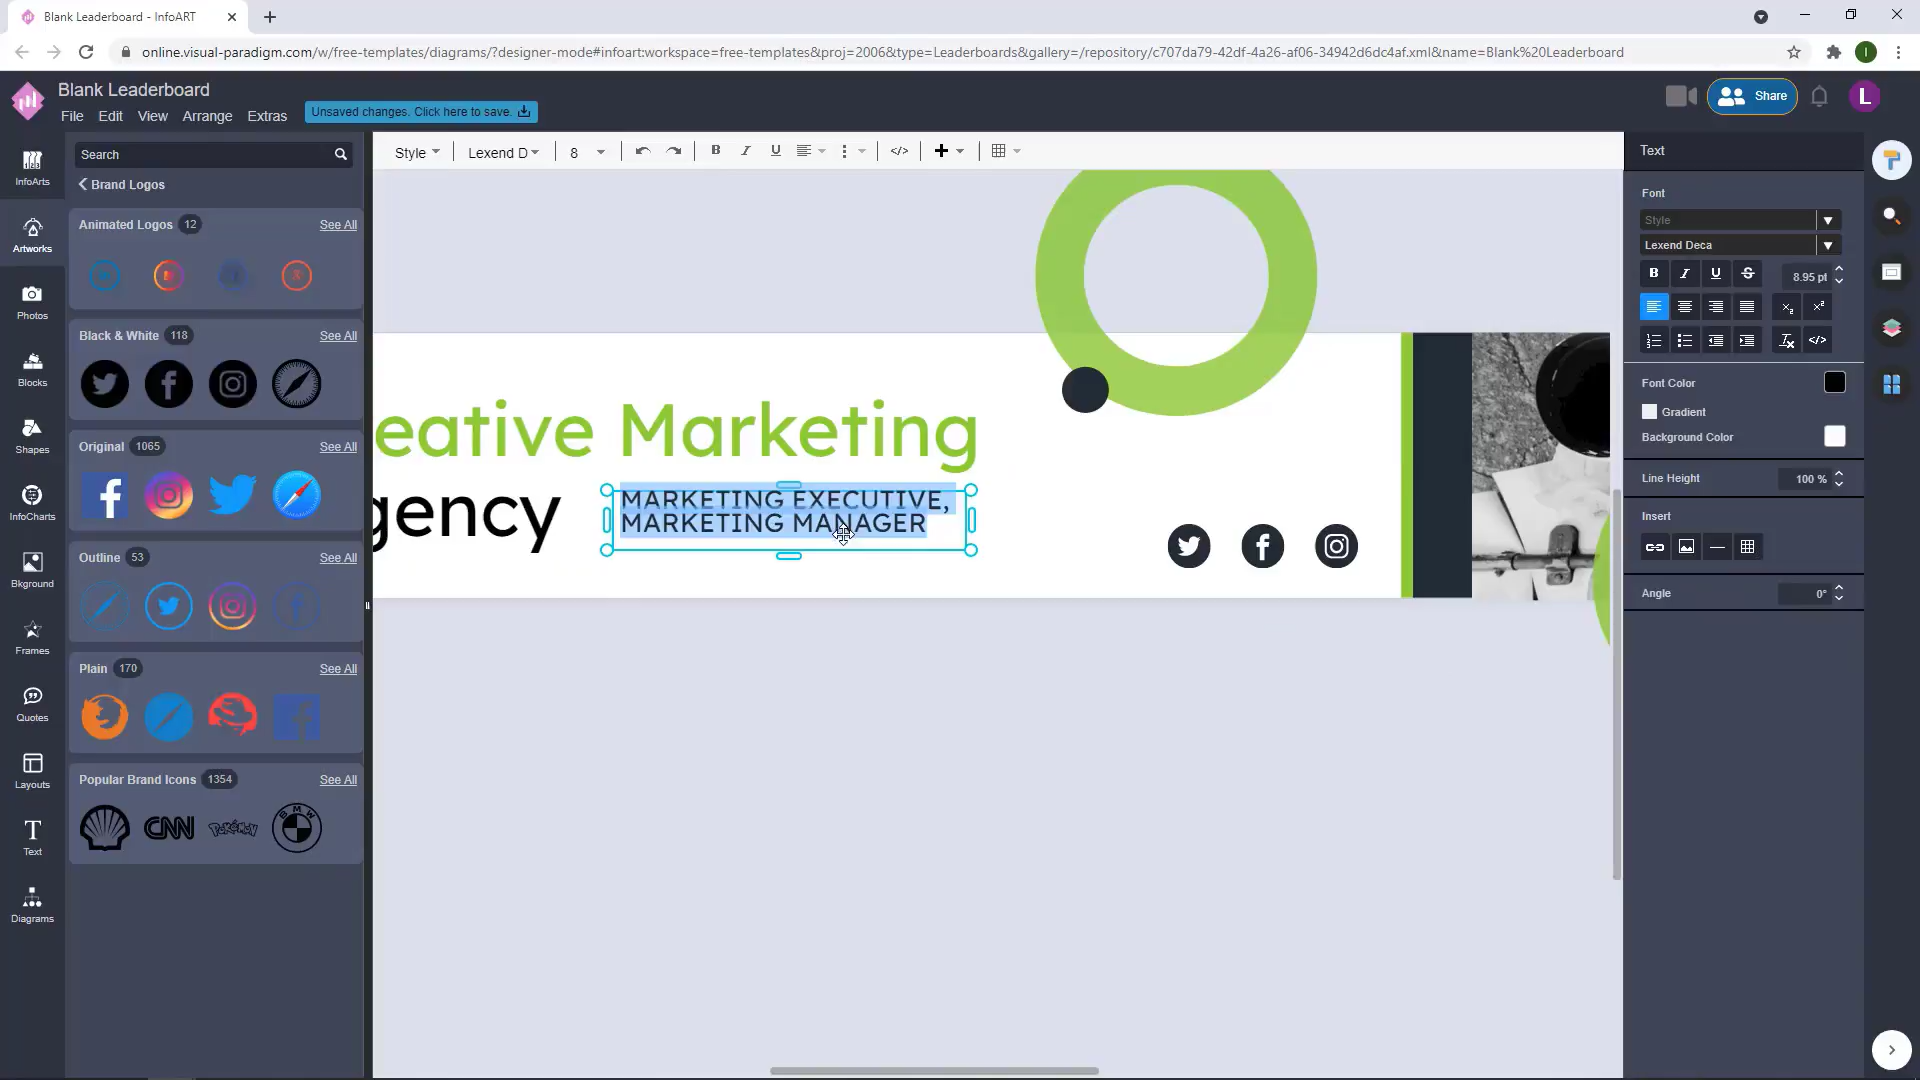 Blank Leaderboard - InfoART
online.visual-paradigm.com/w/free-templates/diagrams/?designer-mode#infoart:workspace=free-templates&proj=2006&type=Leaderboards&gallery=/repository/c707da79-42df-4a26-af06-34942d6dc4af.xml&name=Blank%20Leaderboard
I
Blank Leaderboard
File Edit View Arrange Extras
Unsaved changes. Click here to save.
Share
L
Search
Brand Logos
InfoArts
Artworks
Photos
Blocks
Shapes
InfoCharts
Bkground
Frames
Quotes
Layouts
T
Text
Diagrams
Animated Logos 12 See All
Black & White 118 See All
Original 1065 See All
Outline 53 See All
Plain 170 See All
Popular Brand Icons 1354 See All
CNN
POKéMON
BMW
Style Lexend D 8 B I U </>
eative Marketing
gency
MARKETING EXECUTIVE,
MARKETING MANAGER
Text
Font
Style
Lexend Deca
B I U S 8.95 pt
Font Color
Gradient
Background Color
Line Height 100 %
Insert
Angle 0°